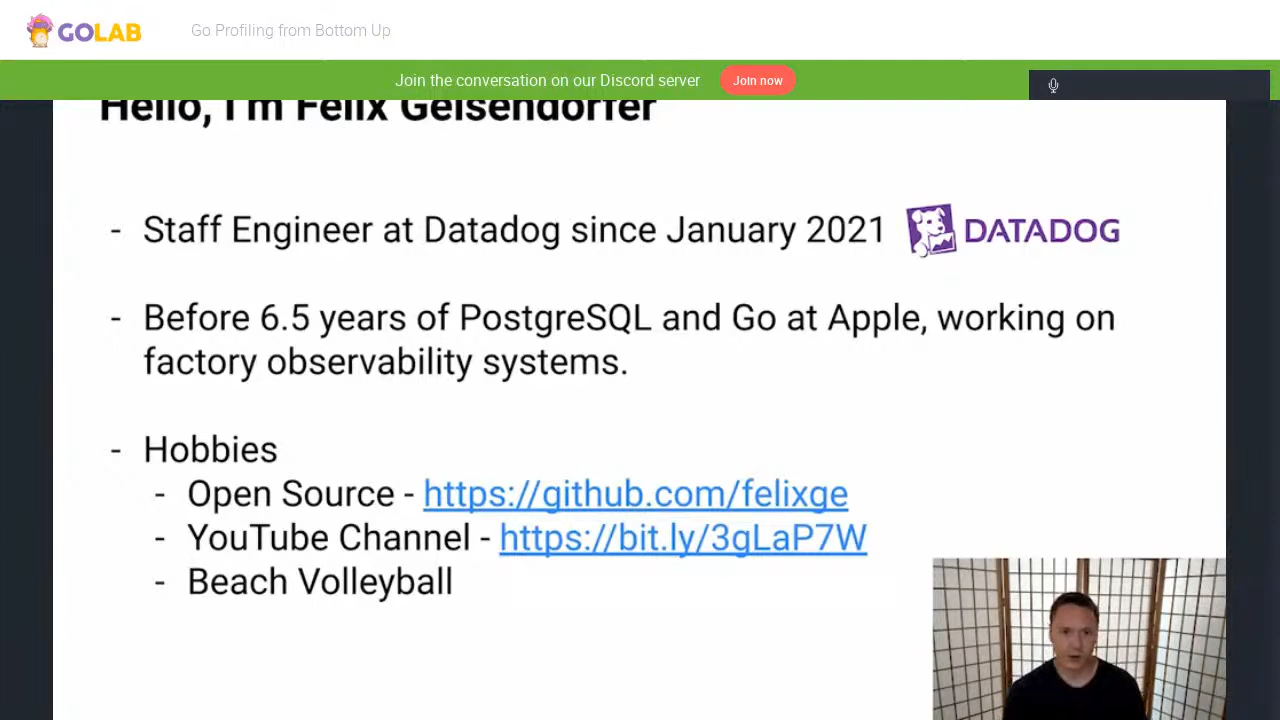 GOLAB
Go Profiling from Bottom Up
Join the conversation on our Discord server
Join now
Hello, I'm Felix Geisendörfer
- Staff Engineer at Datadog since January 2021
DATADOG
- Before 6.5 years of PostgreSQL and Go at Apple, working on
factory observability systems.
- Hobbies
- Open Source - https://github.com/felixge
- YouTube Channel - https://bit.ly/3gLaP7W
- Beach Volleyball